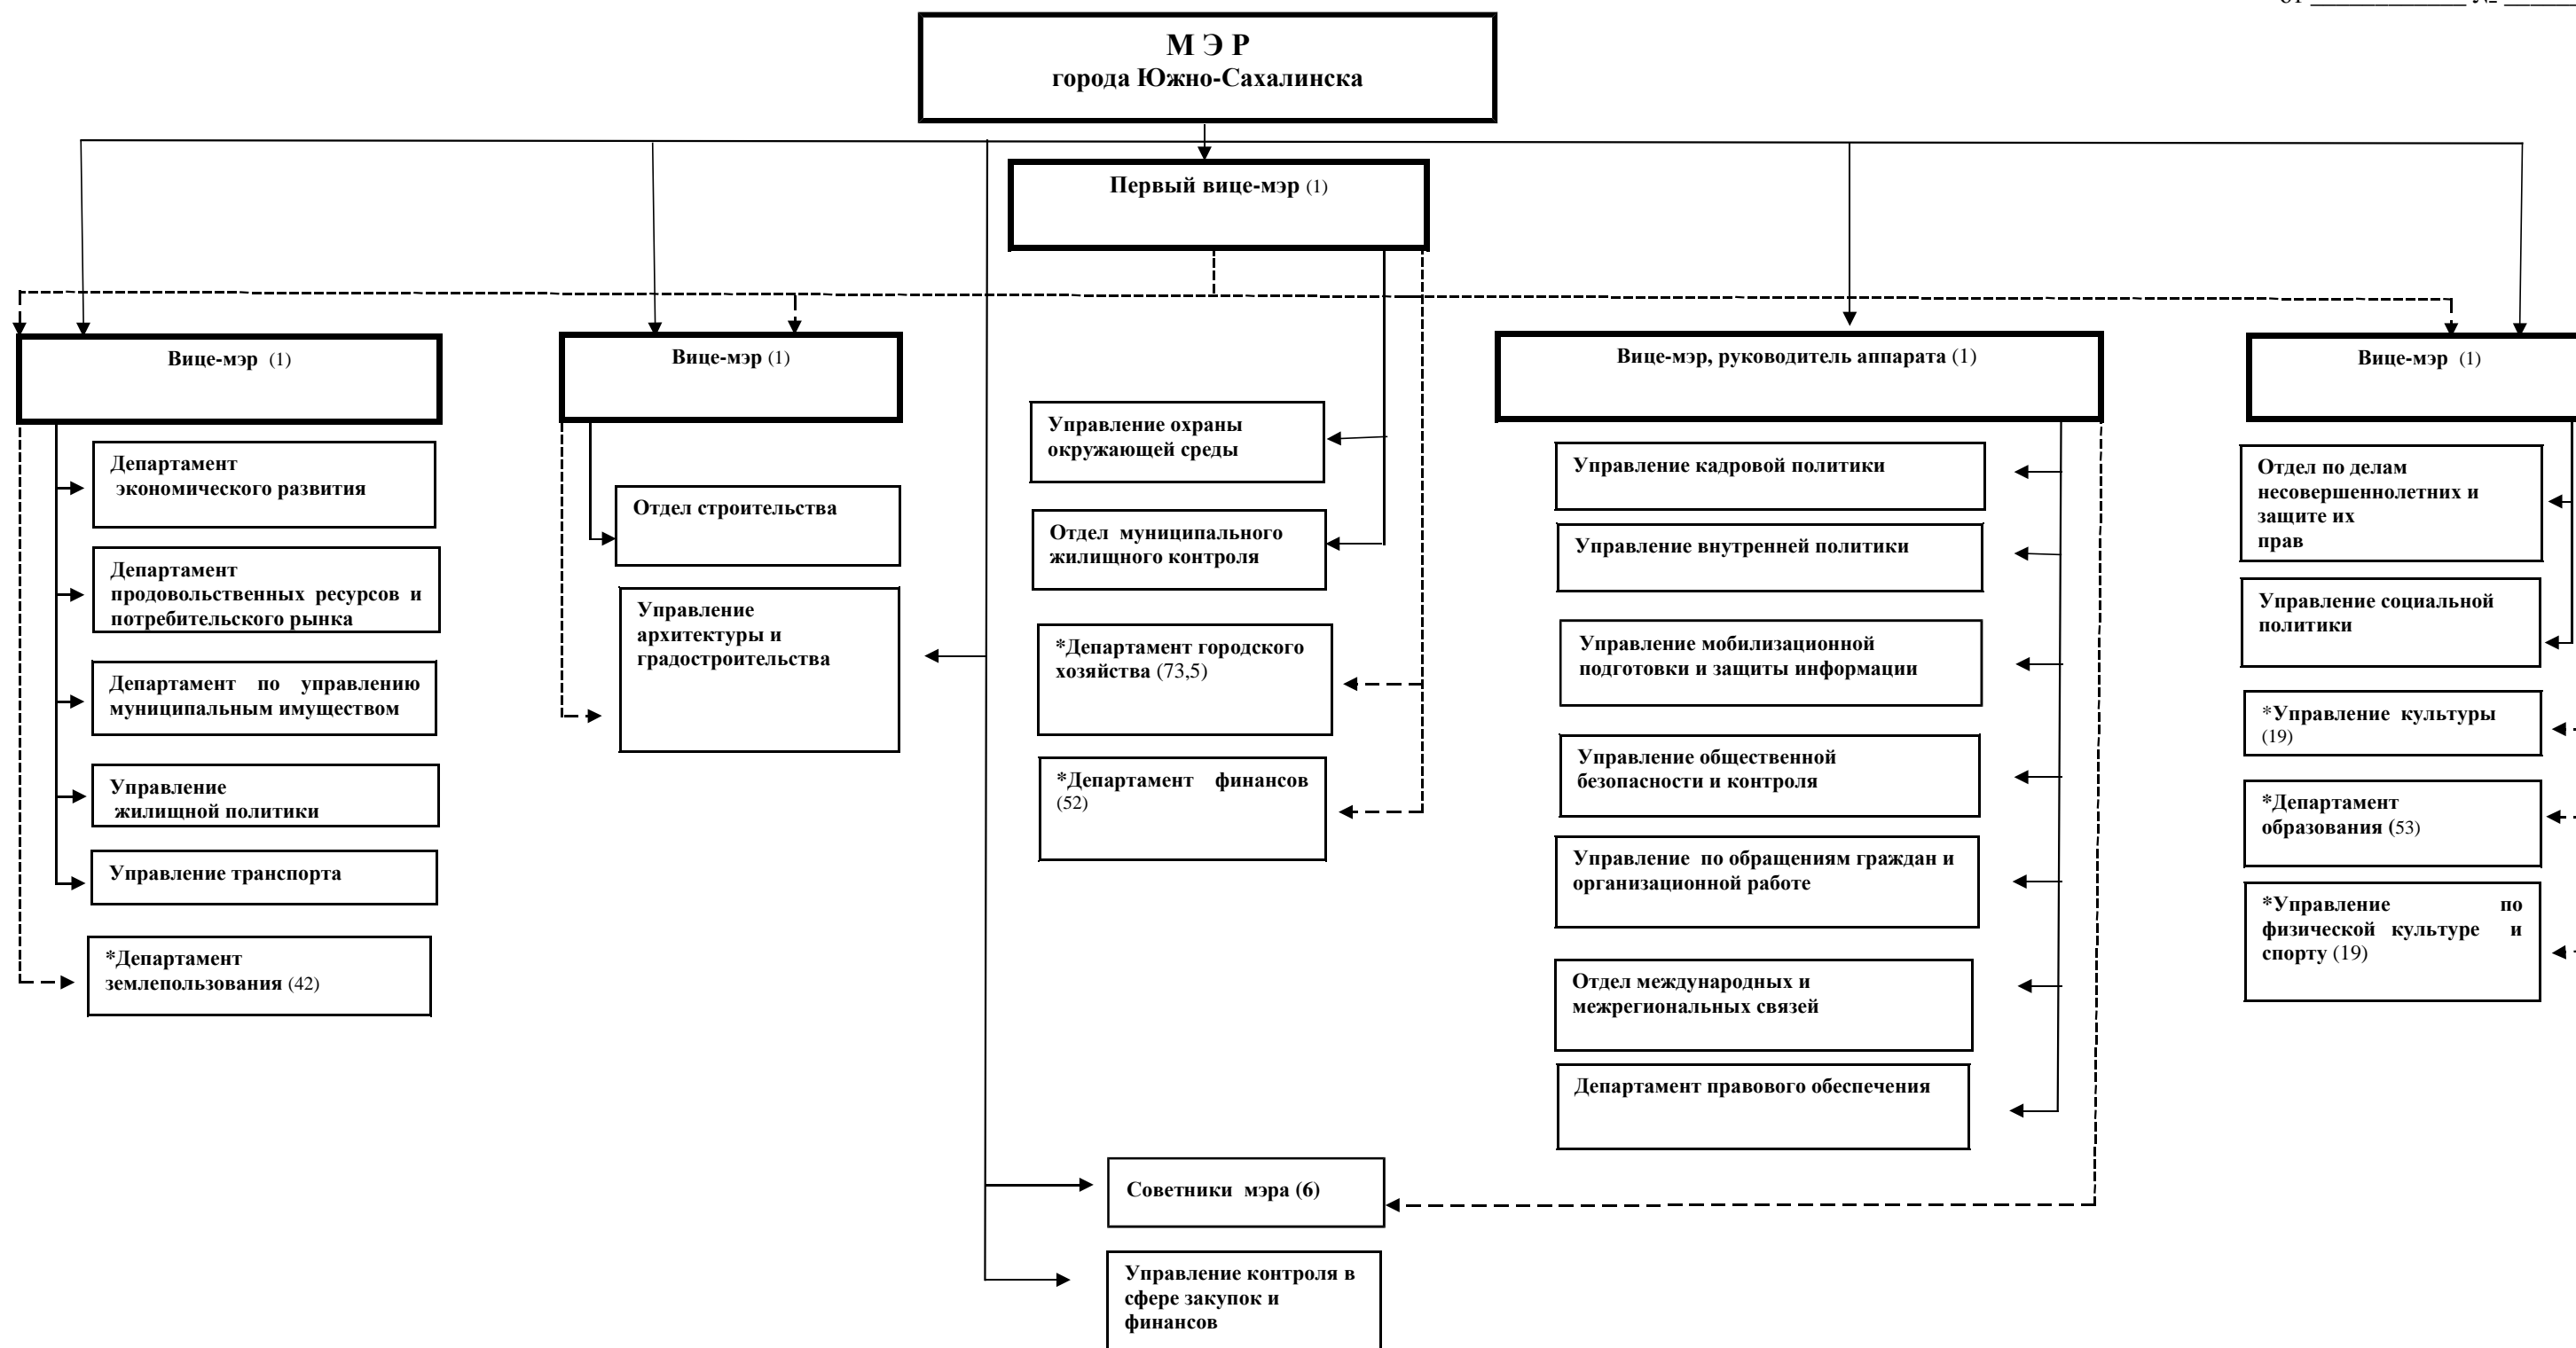 М Э Р
города Южно-Сахалинска
Первый вице-мэр (1)
Вице-мэр (1)
Департамент
экономического развития
Департамент
продовольственных ресурсов и
потребительского рынка
Департамент по управлению
муниципальным имуществом
Управление
жилищной политики
Управление транспорта
*Департамент
землепользования (42)
Вице-мэр (1)
Отдел строительства
Управление
архитектуры и
градостроительства
Управление охраны
окружающей среды
Отдел муниципального
жилищного контроля
*Департамент городского
хозяйства (73,5)
*Департамент финансов
(52)
Вице-мэр, руководитель аппарата (1)
Управление кадровой политики
Управление внутренней политики
Управление мобилизационной
подготовки и защиты информации
Управление общественной
безопасности и контроля
Управление по обращениям граждан и
организационной работе
Отдел международных и
межрегиональных связей
Департамент правового обеспечения
Вице-мэр (1)
Отдел по делам
несовершеннолетних и
защите их
прав
Управление социальной
политики
*Управление культуры
(19)
*Департамент
образования (53)
*Управление по
физической культуре и
спорту (19)
Советники мэра (6)
Управление контроля в
сфере закупок и
финансов